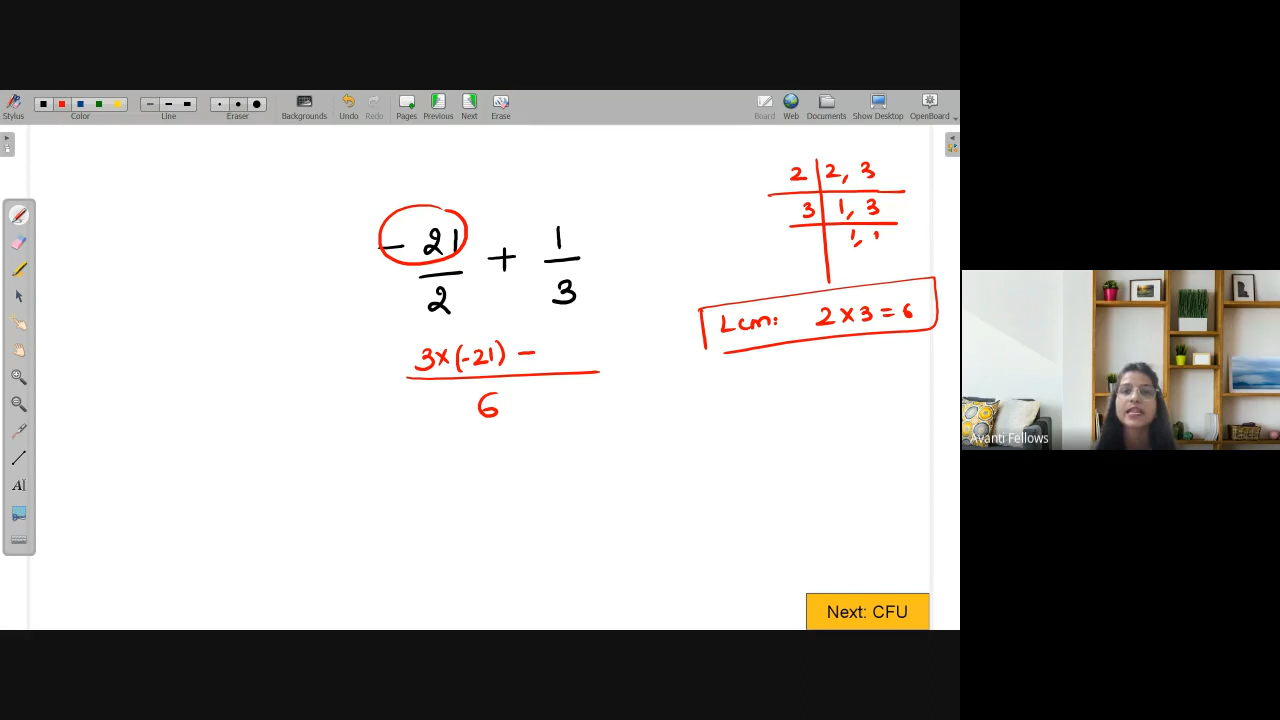 Stylus Color Line Eraser Backgrounds Undo Redo Pages Previous Next Erase Board Web Documents Show Desktop OpenBoard
2 | 2, 3
3 | 1, 3
1, 1
- 21/2 + 1/3
Lcm: 2 × 3 = 6
3×(-21) -
6
Avanti Fellows
Next: CFU